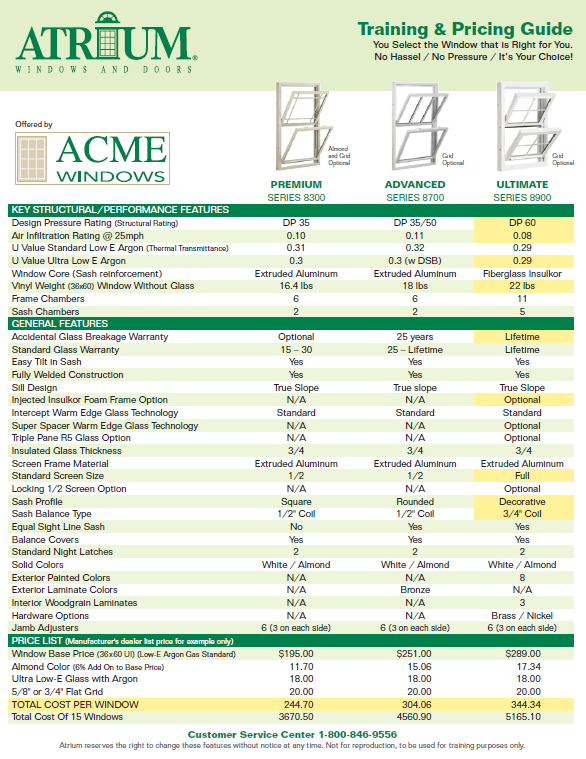 ATRIUM®
WINDOWS AND DOORS
Training & Pricing Guide
You Select the Window that is Right for You.
No Hassel / No Pressure / It's Your Choice!
Offered by
ACME
WINDOWS
Almond
and Grid
Optional
Grid
Optional
Grid
Optional
PREMIUM ADVANCED ULTIMATE
SERIES 8300 SERIES 8700 SERIES 8900
KEY STRUCTURAL/PERFORMANCE FEATURES
Design Pressure Rating (Structural Rating) DP 35 DP 35/50 DP 60
Air Infiltration Rating @ 25mph 0.10 0.11 0.08
U Value Standard Low E Argon (Thermal Transmittance) 0.31 0.32 0.29
U Value Ultra Low E Argon 0.3 0.3 (w DSB) 0.29
Window Core (Sash reinforcement) Extruded Aluminum Extruded Aluminum Fiberglass Insulkor
Vinyl Weight (36x60) Window Without Glass 16.4 lbs 18 lbs 22 lbs
Frame Chambers 6 6 11
Sash Chambers 2 2 5
GENERAL FEATURES
Accidental Glass Breakage Warranty Optional 25 years Lifetime
Standard Glass Warranty 15 – 30 25 – Lifetime Lifetime
Easy Tilt in Sash Yes Yes Yes
Fully Welded Construction Yes Yes Yes
Sill Design True Slope True slope True Slope
Injected Insulkor Foam Frame Option N/A N/A Optional
Intercept Warm Edge Glass Technology Standard Standard Standard
Super Spacer Warm Edge Glass Technology N/A N/A Optional
Triple Pane R5 Glass Option N/A N/A Optional
Insulated Glass Thickness 3/4 3/4 3/4
Screen Frame Material Extruded Aluminum Extruded Aluminum Extruded Aluminum
Standard Screen Size 1/2 1/2 Full
Locking 1/2 Screen Option N/A N/A Optional
Sash Profile Square Rounded Decorative
Sash Balance Type 1/2" Coil 1/2" Coil 3/4" Coil
Equal Sight Line Sash No Yes Yes
Balance Covers Yes Yes Yes
Standard Night Latches 2 2 2
Solid Colors White / Almond White / Almond White / Almond
Exterior Painted Colors N/A N/A 8
Exterior Laminate Colors N/A Bronze N/A
Interior Woodgrain Laminates N/A N/A 3
Hardware Options N/A N/A Brass / Nickel
Jamb Adjusters 6 (3 on each side) 6 (3 on each side) 6 (3 on each side)
PRICE LIST (Manufacturer's dealer list price for example only)
Window Base Price (36x60 UI) (Low-E Argon Gas Standard) $195.00 $251.00 $289.00
Almond Color (6% Add On to Base Price) 11.70 15.06 17.34
Ultra Low-E Glass with Argon 18.00 18.00 18.00
5/8" or 3/4" Flat Grid 20.00 20.00 20.00
TOTAL COST PER WINDOW 244.70 304.06 344.34
Total Cost Of 15 Windows 3670.50 4560.90 5165.10
Customer Service Center 1-800-846-9556
Atrium reserves the right to change these features without notice at any time. Not for reproduction, to be used for training purposes only.